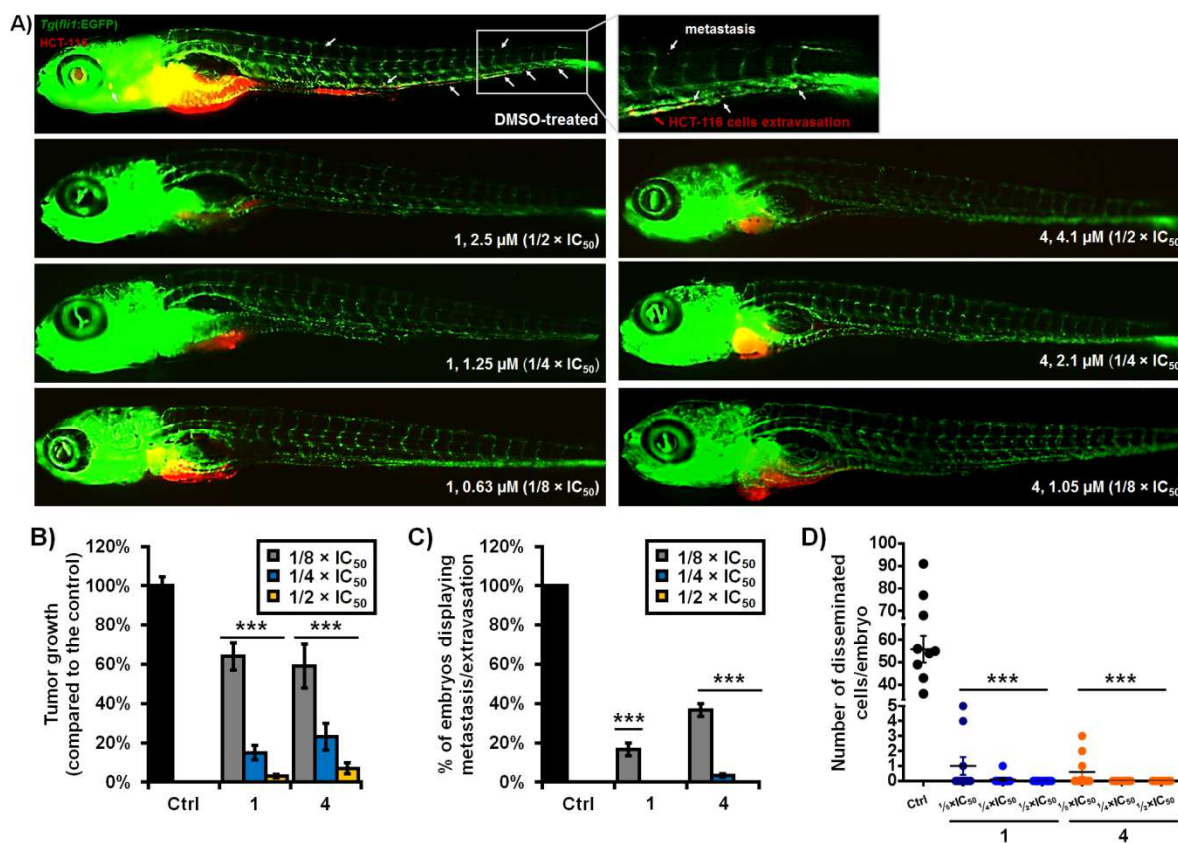 A)
Tg(fli1:EGFP)
HCT-116
DMSO-treated
metastasis
HCT-116 cells extravasation
1, 2.5 µM (1/2 × IC50)
4, 4.1 µM (1/2 × IC50
1, 1.25 µM (1/4 × IC50)
4, 2.1 µM (1/4 × IC50)
1, 0.63 µM (1/8 × IC50)
4, 1.05 µM (1/8 × IC50
B)
Tumor growth
(compared to the control)
120%
100%
80%
60%
40%
20%
0%
1/8 × IC50
1/4 × IC50
1/2 × IC50
*** ***
Ctrl 1 4
C)
% of embryos displaying
metastasis/extravasation
120%
100%
80%
60%
40%
20%
0%
1/8 × IC50
1/4 × IC50
1/2 × IC50
***
***
Ctrl 1 4
D)
Number of disseminated
cells/embryo
100
90
80
70
60
50
40
30
5
4
3
2
1
0
*** ***
Ctrl
⅛×IC50 ¼×IC50 ½×IC50 ⅛×IC50 ¼×IC50 ½×IC50
1 4